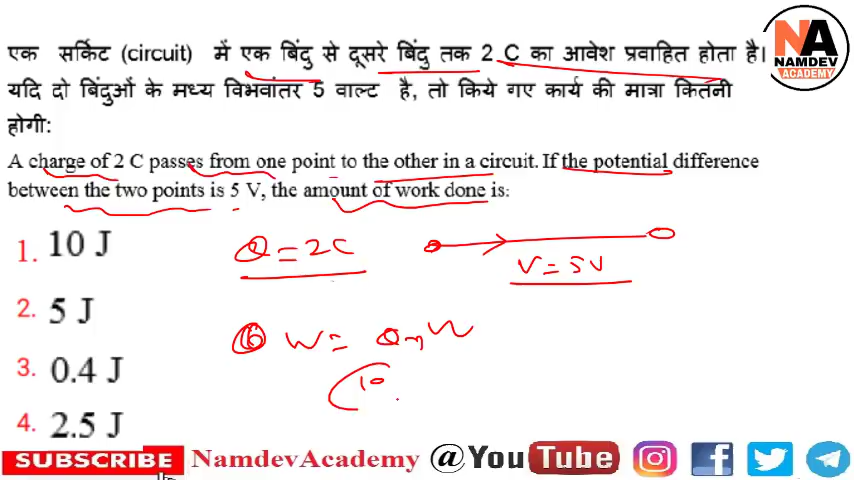 एक सर्किट (circuit) में एक बिंदु से दूसरे बिंदु तक 2 C का आवेश प्रवाहित होता है।
यदि दो बिंदुओं के मध्य विभवांतर 5 वाल्ट है, तो किये गए कार्य की मात्रा कितनी
होगी:
A charge of 2 C passes from one point to the other in a circuit. If the potential difference
between the two points is 5 V, the amount of work done is:
NA
NAMDEV
ACADEMY
1. 10 J
2. 5 J
3. 0.4 J
4. 2.5 J
Q = 2C
V = 5V
W =
10
SUBSCRIBE NamdevAcademy @YouTube